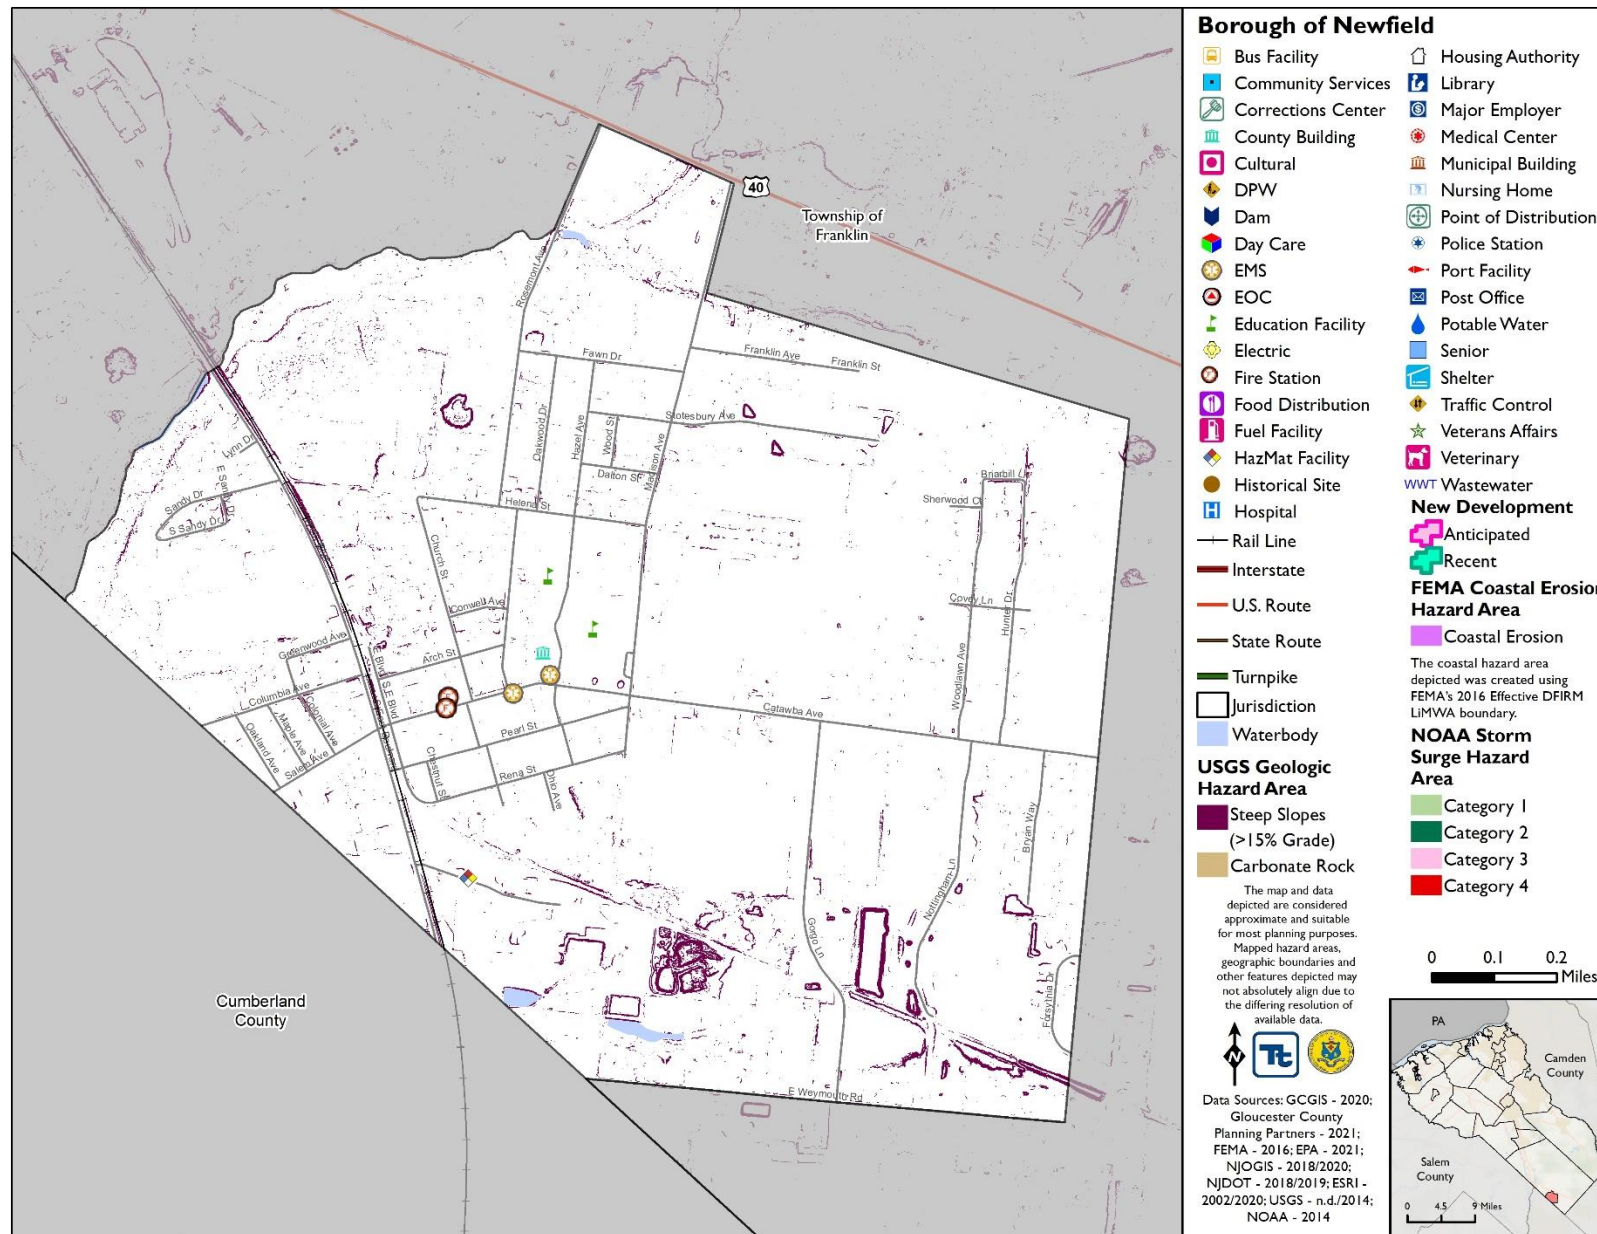 Borough of Newfield
Bus Facility
Community Services
Corrections Center
County Building
Cultural
DPW
Dam
Day Care
EMS
EOC
Education Facility
Electric
Fire Station
Food Distribution
Fuel Facility
HazMat Facility
Historical Site
Hospital
Rail Line
Interstate
U.S. Route
State Route
Turnpike
Jurisdiction
Waterbody
USGS Geologic
Hazard Area
Steep Slopes
(>15% Grade)
Carbonate Rock
The map and data
depicted are considered
approximate and suitable
for most planning purposes.
Mapped hazard areas,
geographic boundaries and
other features depicted may
not absolutely align due to
the differing resolution of
available data.
N
Tt
Data Sources: GCGIS - 2020;
Gloucester County
Planning Partners - 2021;
FEMA - 2016; EPA - 2021;
NJOGIS - 2018/2020;
NJDOT - 2018/2019; ESRI -
2002/2020; USGS - n.d./2014;
NOAA - 2014
Housing Authority
Library
Major Employer
Medical Center
Municipal Building
Nursing Home
Point of Distribution
Police Station
Port Facility
Post Office
Potable Water
Senior
Shelter
Traffic Control
Veterans Affairs
Veterinary
WWT Wastewater
New Development
Anticipated
Recent
FEMA Coastal Erosion
Hazard Area
Coastal Erosion
The coastal hazard area
depicted was created using
FEMA's 2016 Effective DFIRM
LiMWA boundary.
NOAA Storm
Surge Hazard
Area
Category 1
Category 2
Category 3
Category 4
0 0.1 0.2
Miles
PA
Camden
County
Salem
County
0 4.5 9 Miles
40
Township of
Franklin
Rosemont Ave
Fawn Dr
Franklin Ave
Franklin St
Oakwood Dr
Hazel Ave
Wood St
Stotesbury Ave
Madison Ave
Dalton St
Helena St
Lynn Dr
E Sandy Dr
Sandy Dr
S Sandy Dr
Briarbill L
Sherwood Ct
Church St
Conwell Ave
Covey Ln
Hunter Dr
Woodlawn Ave
Greenwood Ave
Arch St
E Blvd
S E Blvd
L Columbia Ave
Colonial Ave
Maple Ave
Oakland Ave
Salem Ave
Catawba Ave
Pearl St
Chestnut St
Rena St
Ohio Ave
Bryan Way
Nottingham Ln
Gorgo Ln
Forsythia Dr
E Weymouth Rd
Cumberland
County